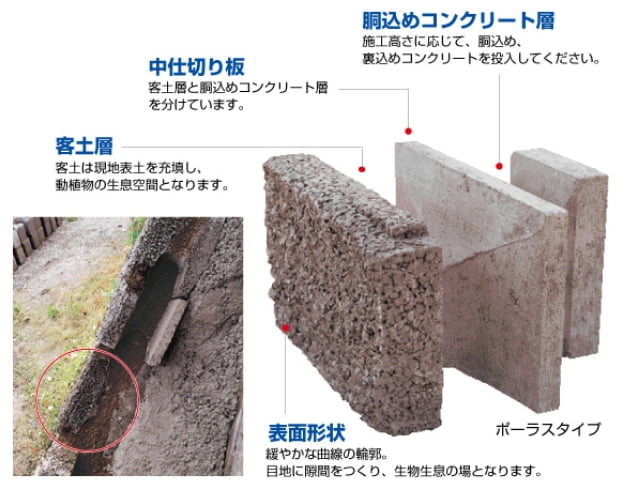 胴込めコンクリート層
施工高さに応じて、胴込め、
裏込めコンクリートを投入してください。
中仕切り板
客土層と胴込めコンクリート層
を分けています。
客土層
客土は現地表土を充填し、
動植物の生息空間となります。
表面形状
緩やかな曲線の輪郭。
目地に隙間をつくり、生物生息の場となります。
ポーラスタイプ